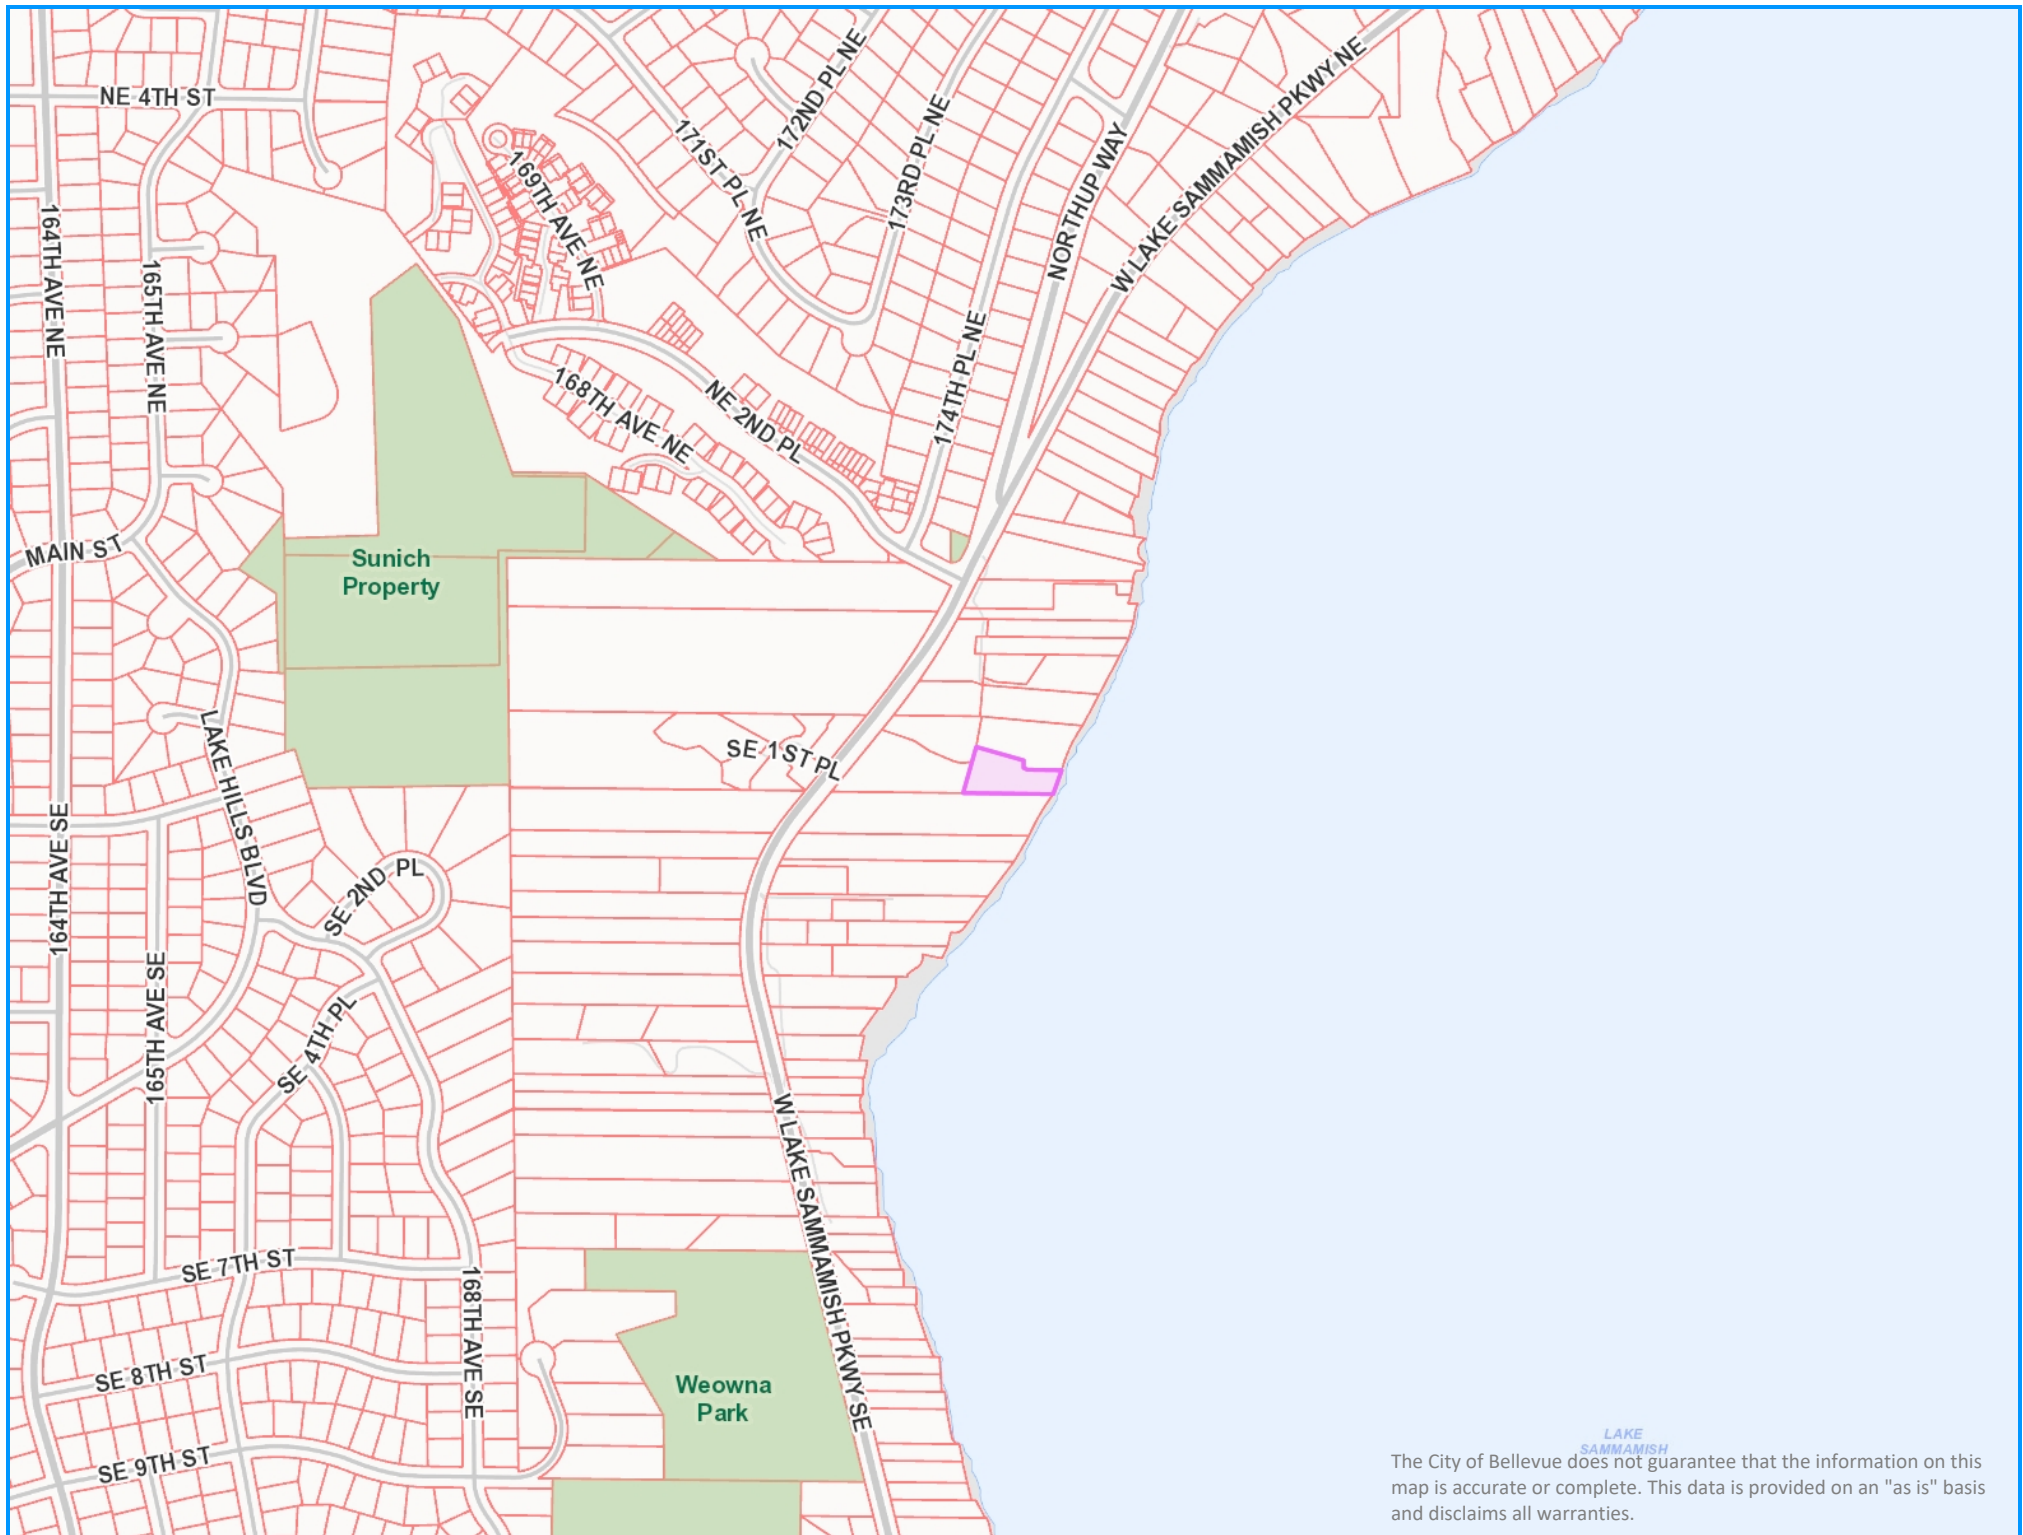 NE 4TH ST
164TH AVE NE
165TH AVE NE
169TH AVE NE
171ST PL NE
172ND PL NE
173RD PL NE
NORTHUP WAY
W LAKE SAMMAMISH PKWY NE
174TH PL NE
168TH AVE NE
NE 2ND PL
MAIN ST
Sunich
Property
LAKE HILLS BLVD
SE 1ST PL
164TH AVE SE
SE 2ND PL
165TH AVE SE
SE 4TH PL
W LAKE SAMMAMISH PKWY SE
SE 7TH ST
168TH AVE SE
SE 8TH ST
Weowna
Park
SE 9TH ST
LAKE
SAMMAMISH
The City of Bellevue does not guarantee that the information on this
map is accurate or complete. This data is provided on an "as is" basis
and disclaims all warranties.